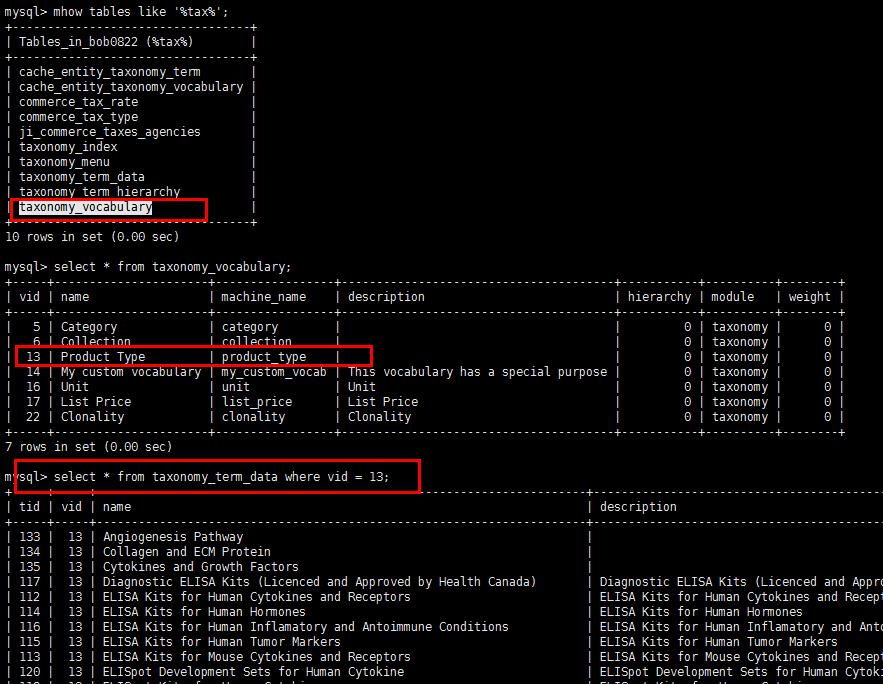 mysql> mhow tables like '%tax%';
+--------------------------------+
| Tables_in_bob0822 (%tax%)      |
+--------------------------------+
| cache_entity_taxonomy_term     |
| cache_entity_taxonomy_vocabulary |
| commerce_tax_rate              |
| commerce_tax_type              |
| ji_commerce_taxes_agencies     |
| taxonomy_index                 |
| taxonomy_menu                  |
| taxonomy_term_data             |
| taxonomy_term_hierarchy        |
| taxonomy_vocabulary            |
+--------------------------------+
10 rows in set (0.00 sec)
mysql> select * from taxonomy_vocabulary;
+-----+----------------------+-----------------+-----------------------------------+-----------+----------+--------+
| vid | name | machine_name | description | hierarchy | module | weight |
+-----+----------------------+-----------------+-----------------------------------+-----------+----------+--------+
| 5 | Category | category | | 0 | taxonomy | 0 |
| 6 | Collection | collection | | 0 | taxonomy | 0 |
| 13 | Product Type | product_type | | 0 | taxonomy | 0 |
| 14 | My custom vocabulary | my_custom_vocab | This vocabulary has a special purpose | 0 | taxonomy | 0 |
| 16 | Unit | unit | Unit | 0 | taxonomy | 0 |
| 17 | List Price | list_price | List Price | 0 | taxonomy | 0 |
| 22 | Clonality | clonality | Clonality | 0 | taxonomy | 0 |
+-----+----------------------+-----------------+-----------------------------------+-----------+----------+--------+
7 rows in set (0.00 sec)
mysql> select * from taxonomy_term_data where vid = 13;
| tid | vid | name | description
| 133 | 13 | Angiogenesis Pathway |
| 134 | 13 | Collagen and ECM Protein |
| 135 | 13 | Cytokines and Growth Factors |
| 117 | 13 | Diagnostic ELISA Kits (Licenced and Approved by Health Canada) | Diagnostic ELISA Kits (Licenced and Appro
| 112 | 13 | ELISA Kits for Human Cytokines and Receptors | ELISA Kits for Human Cytokines and Recept
| 114 | 13 | ELISA Kits for Human Hormones | ELISA Kits for Human Hormones
| 116 | 13 | ELISA Kits for Human Inflamatory and Antoimmune Conditions | ELISA Kits for Human Inflamatory and Anto
| 115 | 13 | ELISA Kits for Human Tumor Markers | ELISA Kits for Human Tumor Markers
| 113 | 13 | ELISA Kits for Mouse Cytokines and Receptors | ELISA Kits for Mouse Cytokines and Recept
| 120 | 13 | ELISpot Development Sets for Human Cytokine | ELISpot Development Sets for Human Cytoki